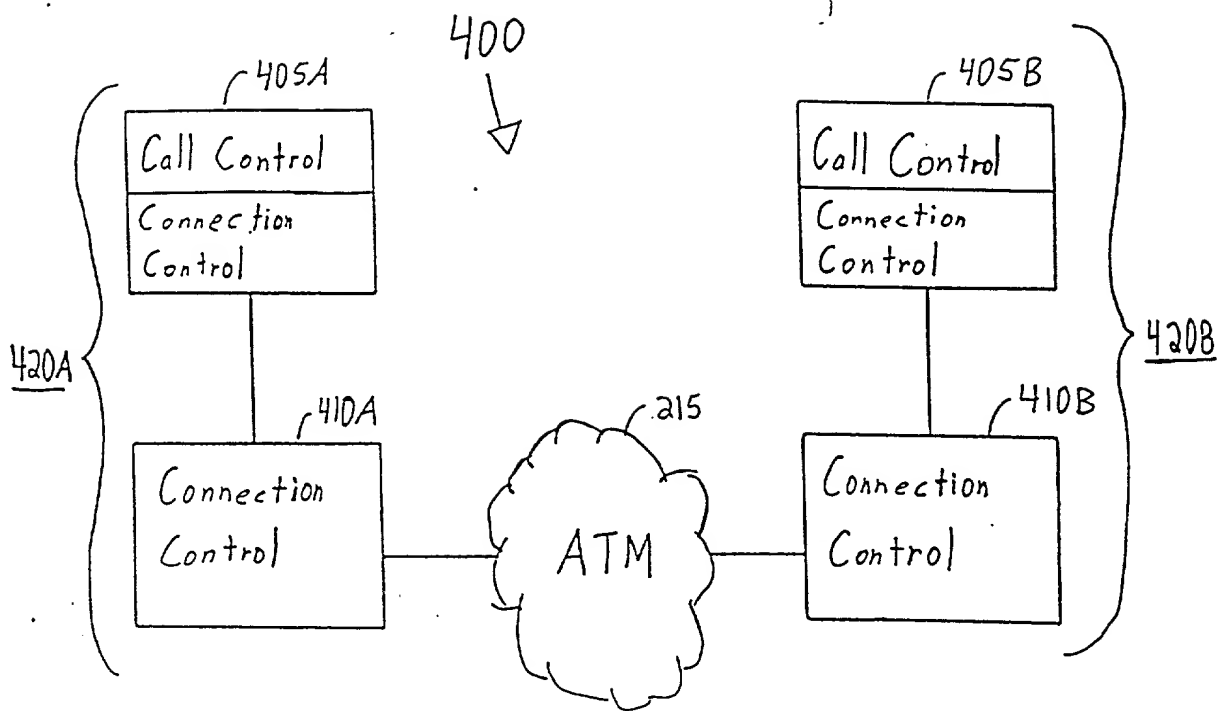 400
405A
405B
Call Control
Call Control
Connection
Control
Connection
Control
420A
420B
410A
215
410B
Connection
Control
ATM
Connection
Control